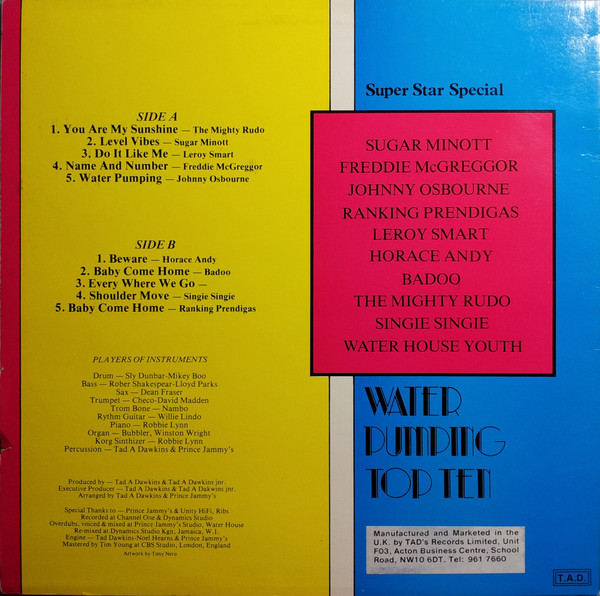 SIDE A
1. You Are My Sunshine — The Mighty Rudo
2. Level Vibes — Sugar Minott
3. Do It Like Me — Leroy Smart
4. Name And Number — Freddie McGreggor
5. Water Pumping — Johnny Osbourne
SIDE B
1. Beware — Horace Andy
2. Baby Come Home — Badoo
3. Every Where We Go —
4. Shoulder Move — Singie Singie
5. Baby Come Home — Ranking Prendigas
PLAYERS OF INSTRUMENTS
Drum — Sly Dunbar-Mikey Boo
Bass — Rober Shakespear-Lloyd Parks
Sax — Dean Fraser
Trumpet — Checo-David Madden
Trom Bone — Nambo
Rythm Guitar — Willie Lindo
Piano — Robbie Lynn
Organ — Bubbler, Winston Wright
Korg Sinthizer — Robbie Lynn
Percussion — Tad A Dawkins & Prince Jammy's
Produced by — Tad A Dawkins & Tad A Dawkins jnr.
Executive Producer — Tad A Dawkins & Tad A Dakwins jnr.
Arranged by Tad A Dawkins & Prince Jammy's
Special Thanks to — Prince Jammy's & Unity HiFi, Ribs
Recorded at Channel One & Dynamics Studio
Overdubs, voiced & mixed at Prince Jammy's Studio, Water House
Re-mixed at Dynamics Studio Kgn, Jamaica, W.I.
Engine — Tad Dawkins-Noel Hearns & Prince Jammy's
Mastered by Tim Young at CBS Studio, London, England
Artwork by Tony Nero
Super Star Special
SUGAR MINOTT
FREDDIE McGREGGOR
JOHNNY OSBOURNE
RANKING PRENDIGAS
LEROY SMART
HORACE ANDY
BADOO
THE MIGHTY RUDO
SINGIE SINGIE
WATER HOUSE YOUTH
WATER
PUMPING
TOP TEN
Manufactured and Marketed in the
U.K. by TAD's Records Limited, Unit
F03, Acton Business Centre, School
Road, NW10 6DT. Tel: 961 7660
T.A.D.